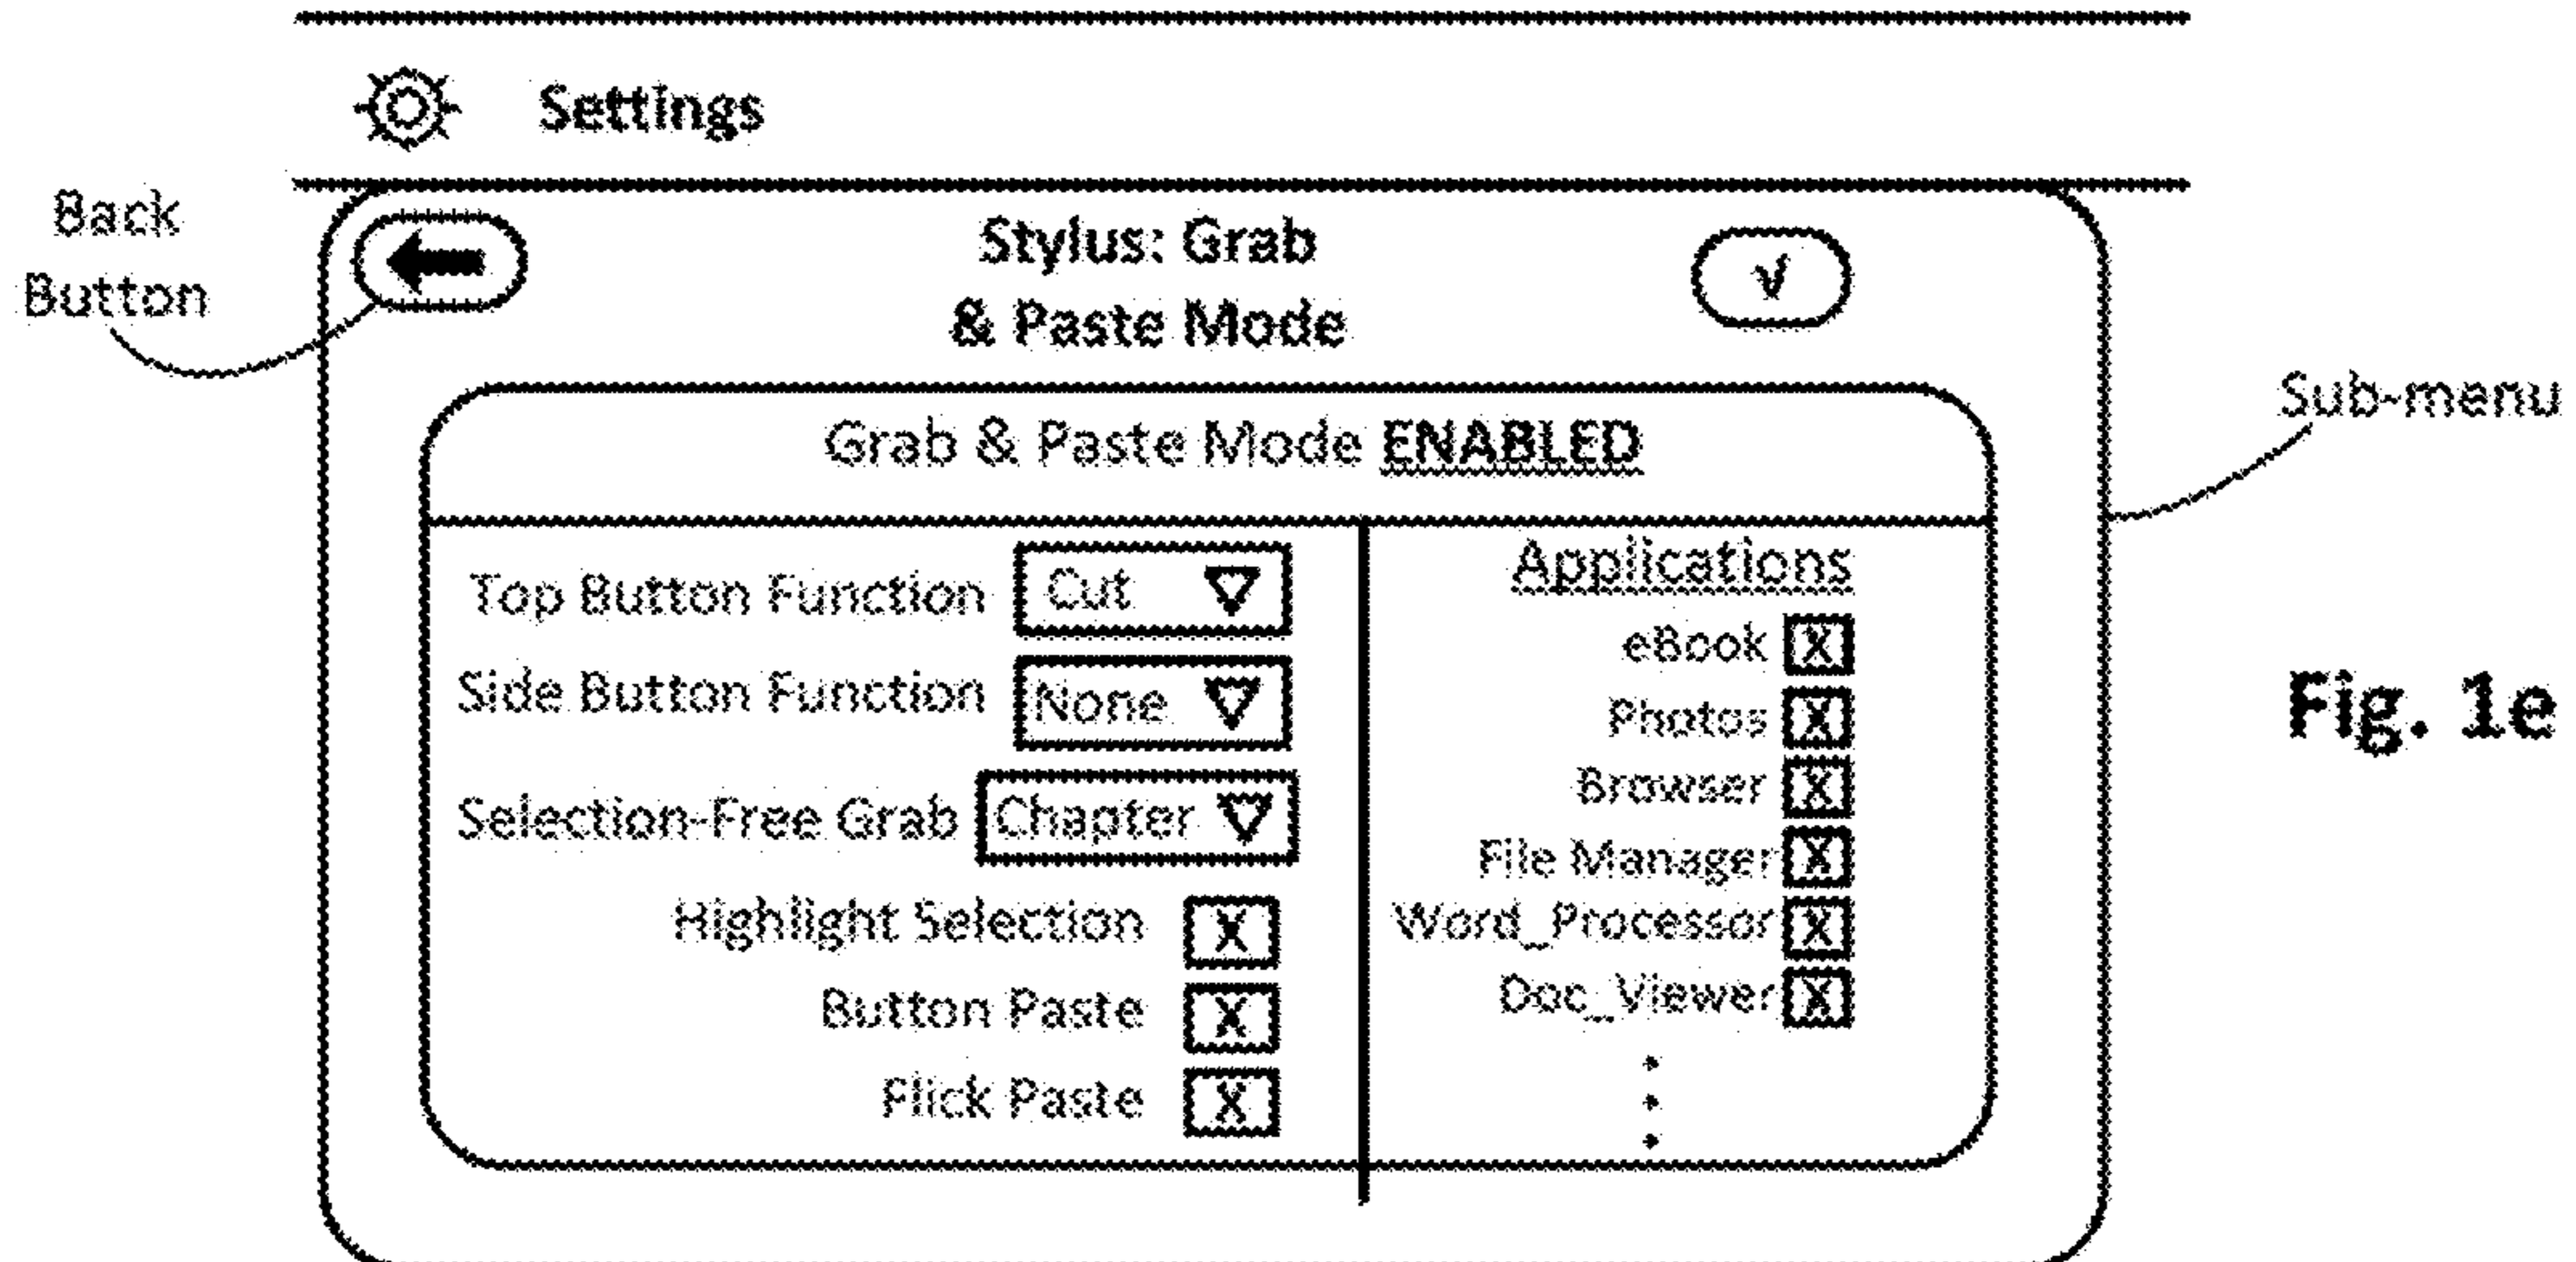 Settings
Back
Button
Stylus: Grab
& Paste Mode
√
Sub-menu
Grab & Paste Mode ENABLED
Top Button Function Cut
Side Button Function None
Selection-Free Grab Chapter
Highlight Selection X
Button Paste X
Flick Paste X
Applications
eBook X
Photos X
Browser X
File Manager X
Word_Processor X
Doc_Viewer X
Fig. 1e